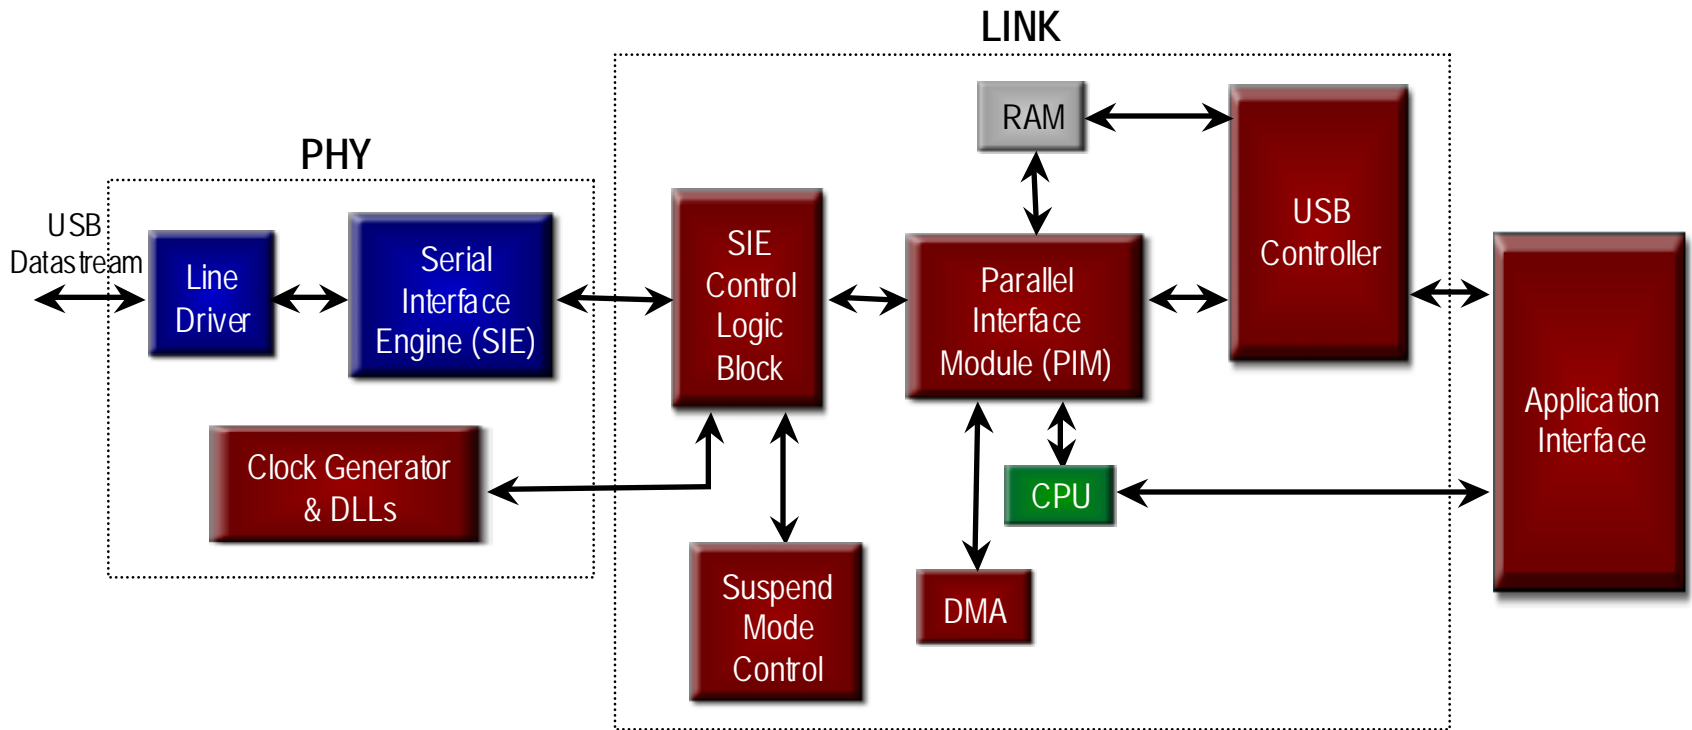 LINK
PHY
USB
Datastream
Line
Driver
Serial
Interface
Engine (SIE)
Clock Generator
& DLLs
SIE
Control
Logic
Block
Suspend
Mode
Control
RAM
Parallel
Interface
Module (PIM)
CPU
DMA
USB
Controller
Application
Interface